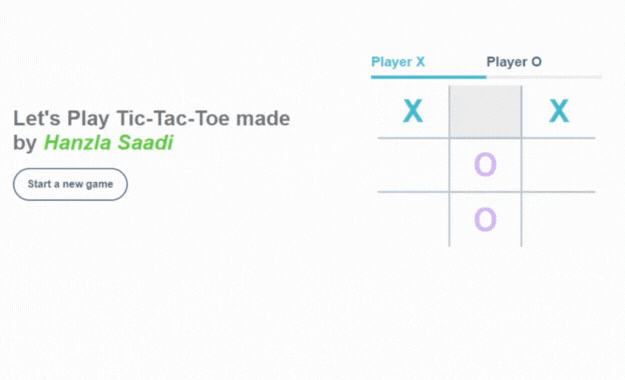 Player X Player O
X X
Let's Play Tic-Tac-Toe made
by Hanzla Saadi
O
Start a new game
O